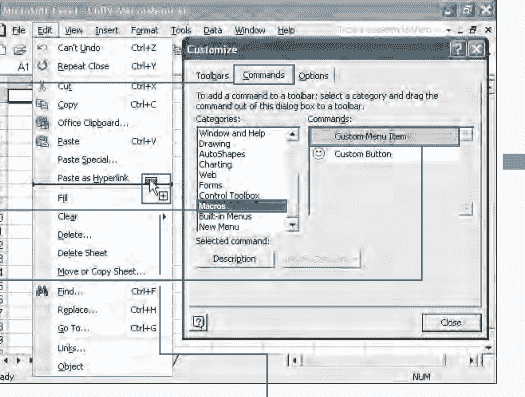 Microsoft Excel - CopyMacroMenu.xls
File Edit View Insert Format Tools Data Window Help
A1
Can't Undo Ctrl+Z
Repeat Close Ctrl+Y
Cut Ctrl+X
Copy Ctrl+C
Office Clipboard...
Paste Ctrl+V
Paste Special...
Paste as Hyperlink
Fill
Clear
Delete...
Delete Sheet
Move or Copy Sheet...
Find... Ctrl+F
Replace... Ctrl+H
Go To... Ctrl+G
Links...
Object
Customize
Toolbars Commands Options
To add a command to a toolbar: select a category and drag the
command out of this dialog box to a toolbar.
Categories: Commands:
Window and Help
Drawing
AutoShapes
Charting
Web
Forms
Control Toolbox
Macros
Built-in Menus
New Menu
Custom Menu Item
Custom Button
Selected command:
Description
Close
NUM